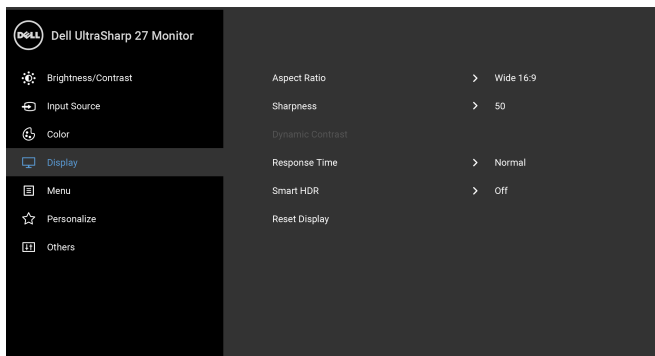 DELL Dell UltraSharp 27 Monitor
Brightness/Contrast
Input Source
Color
Display
Menu
Personalize
Others
Aspect Ratio > Wide 16:9
Sharpness > 50
Dynamic Contrast
Response Time > Normal
Smart HDR > Off
Reset Display